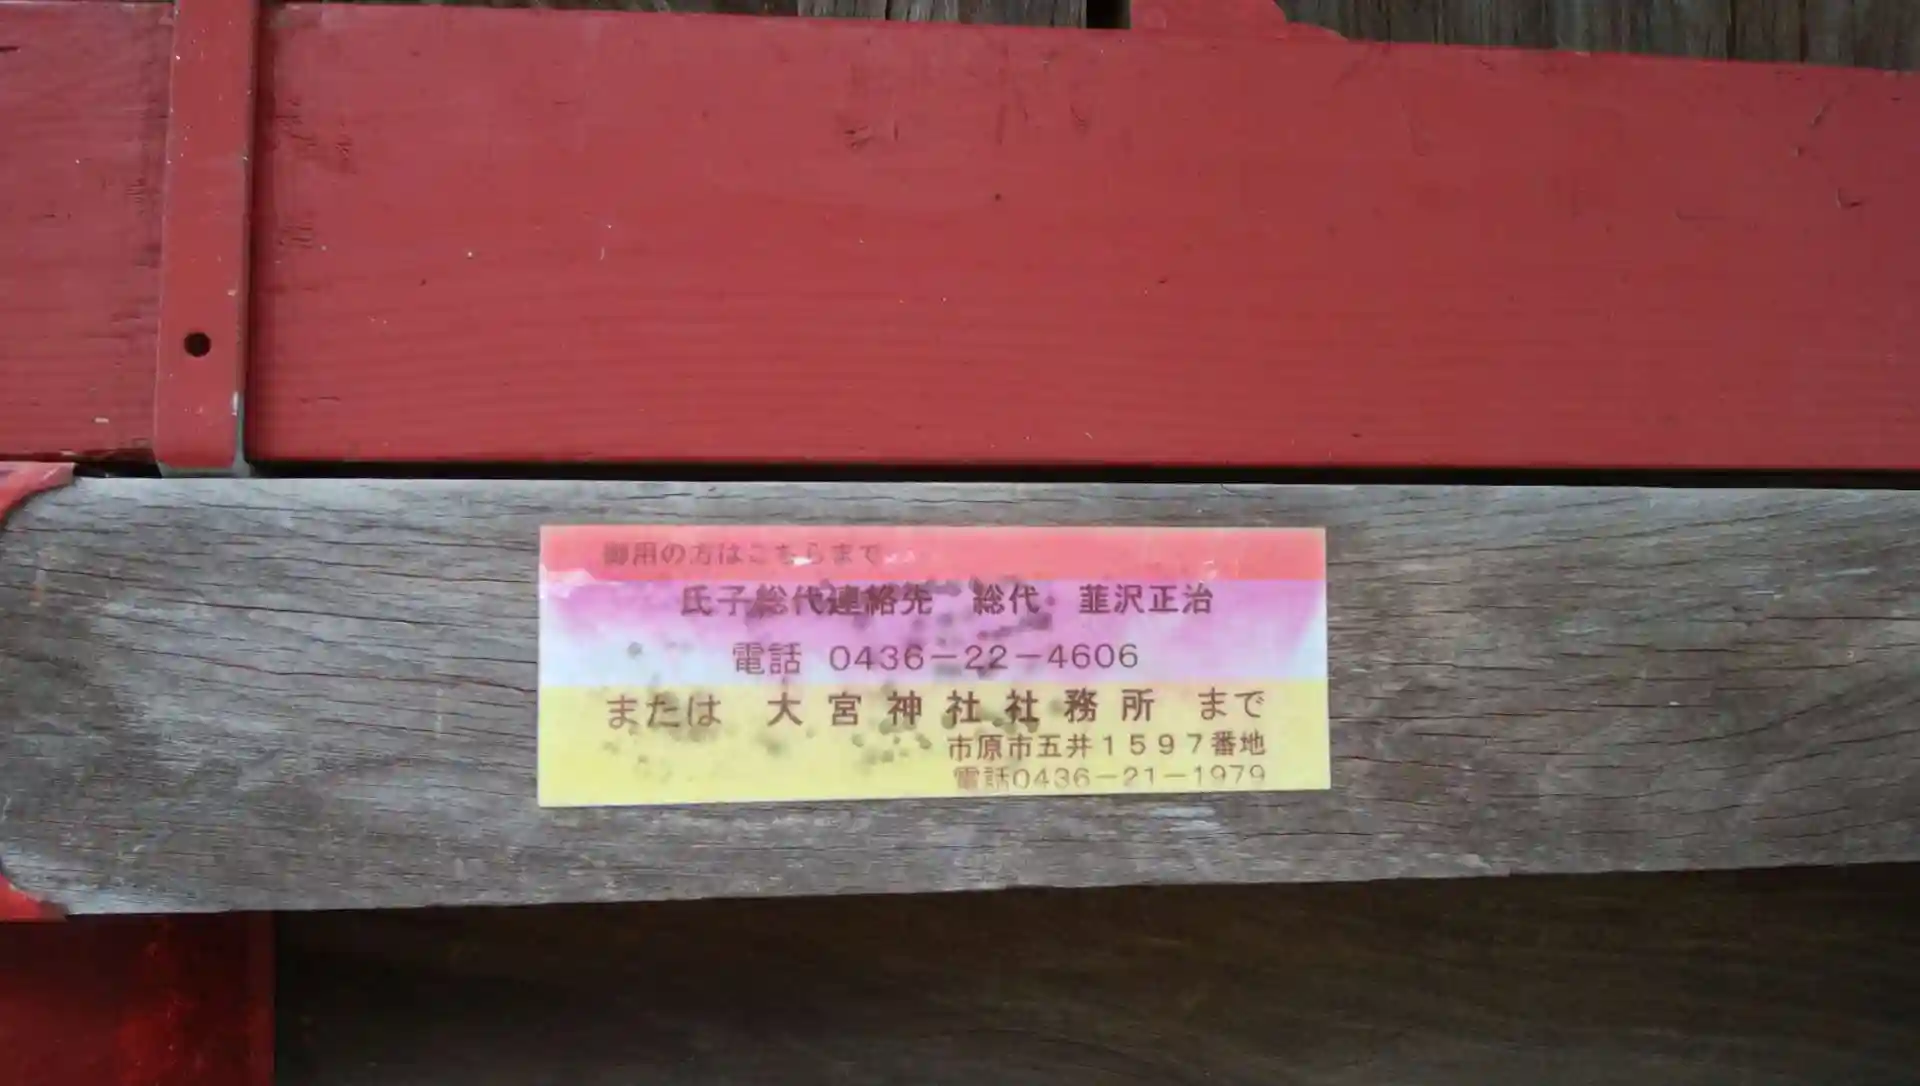 御用の方はこちらまで
氏子総代連絡先　総代　韮沢正治
電話　0436−22−4606
または　大宮神社社務所　まで
市原市五井１５９７番地
電話0436−21−1979